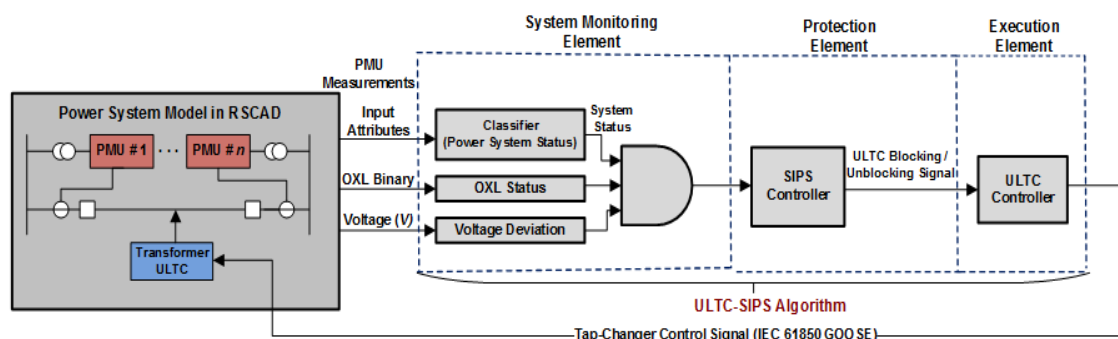 System Monitoring
Element
Protection
Element
Execution
Element
PMU
Measurements
Power System Model in RSCAD
PMU #1
. . .
PMU #n
Transformer
ULTC
Input
Attributes
OXL Binary
Voltage (V)
Classifier
(Power System Status)
System
Status
OXL Status
Voltage Deviation
SIPS
Controller
ULTC Blocking /
Unblocking Signal
ULTC
Controller
ULTC-SIPS Algorithm
Tap-Changer Control Signal (IEC 61850 GOOSE)